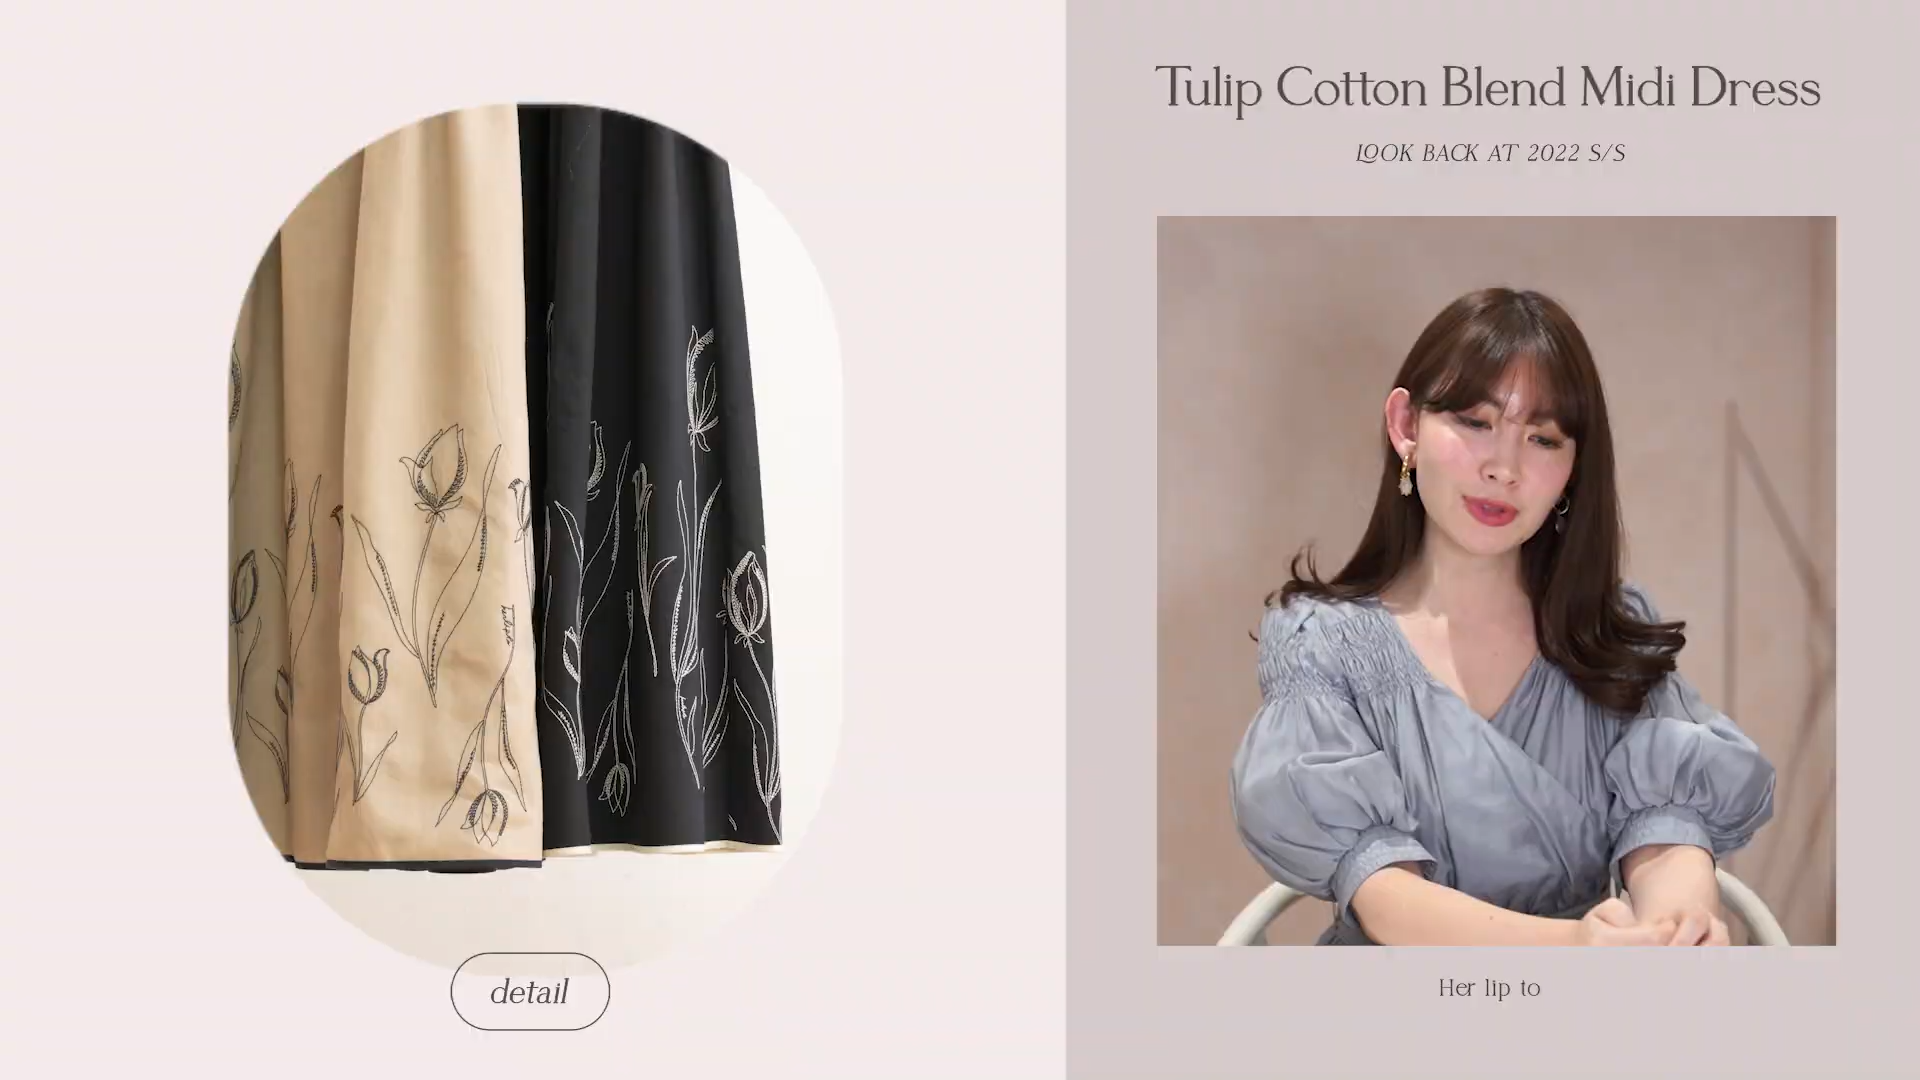 Tulip Cotton Blend Midi Dress
LOOK BACK AT 2022 S/S
detail
Her lip to